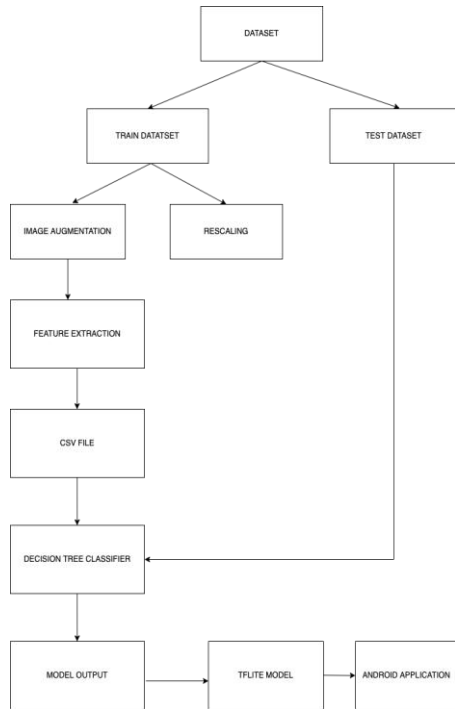 DATASET
TRAIN DATATSET
TEST DATASET
IMAGE AUGMENTATION
RESCALING
FEATURE EXTRACTION
CSV FILE
DECISION TREE CLASSIFIER
MODEL OUTPUT
TFLITE MODEL
ANDROID APPLICATION